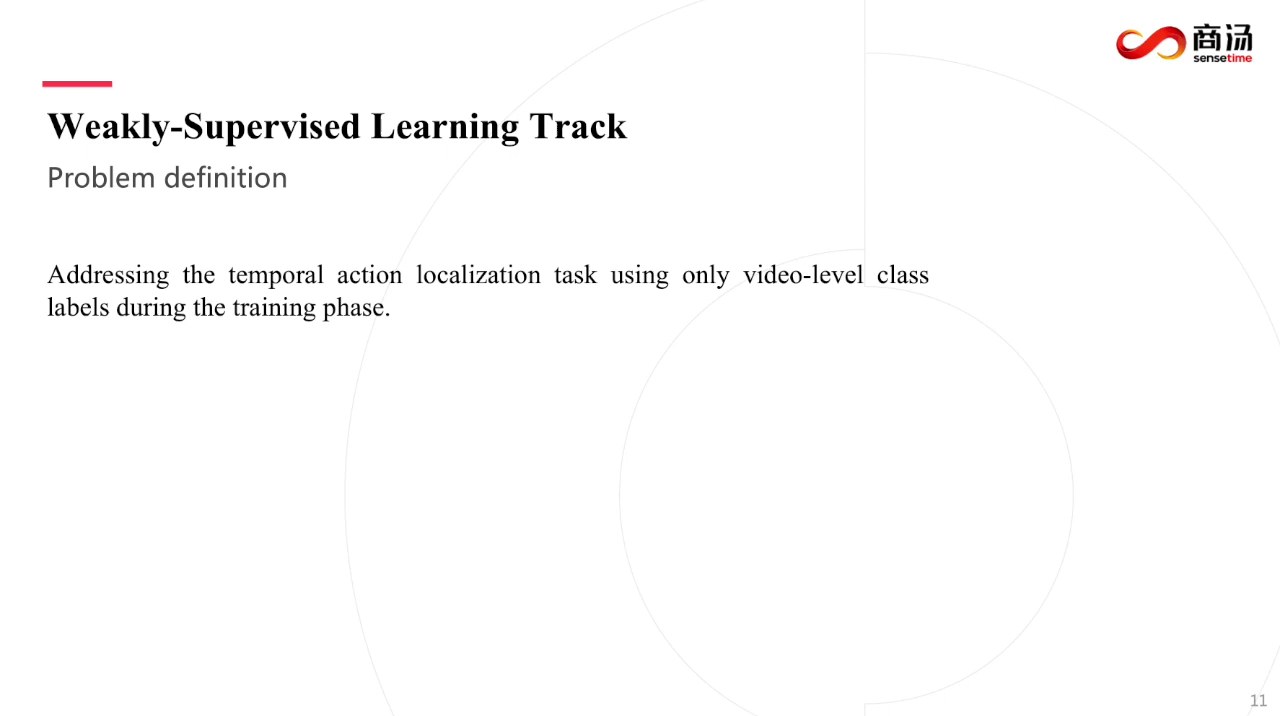 商汤
sensetime
Weakly-Supervised Learning Track
Problem definition
Addressing the temporal action localization task using only video-level class
labels during the training phase.
11